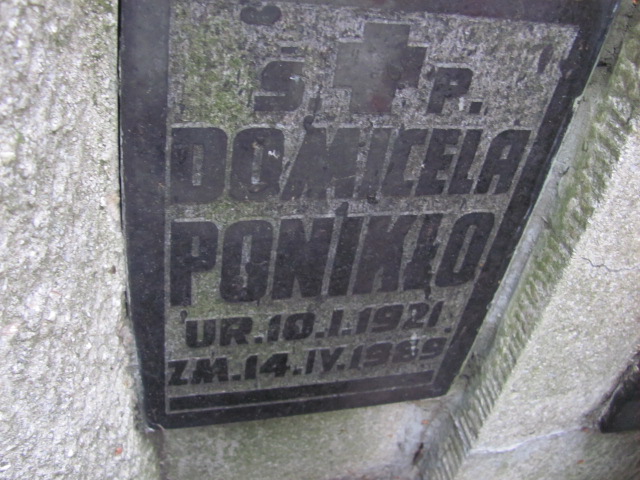 Ś. P.
DOMICELA
PONIKŁO
UR.10.I.1921.
ZM.14.IV.1989